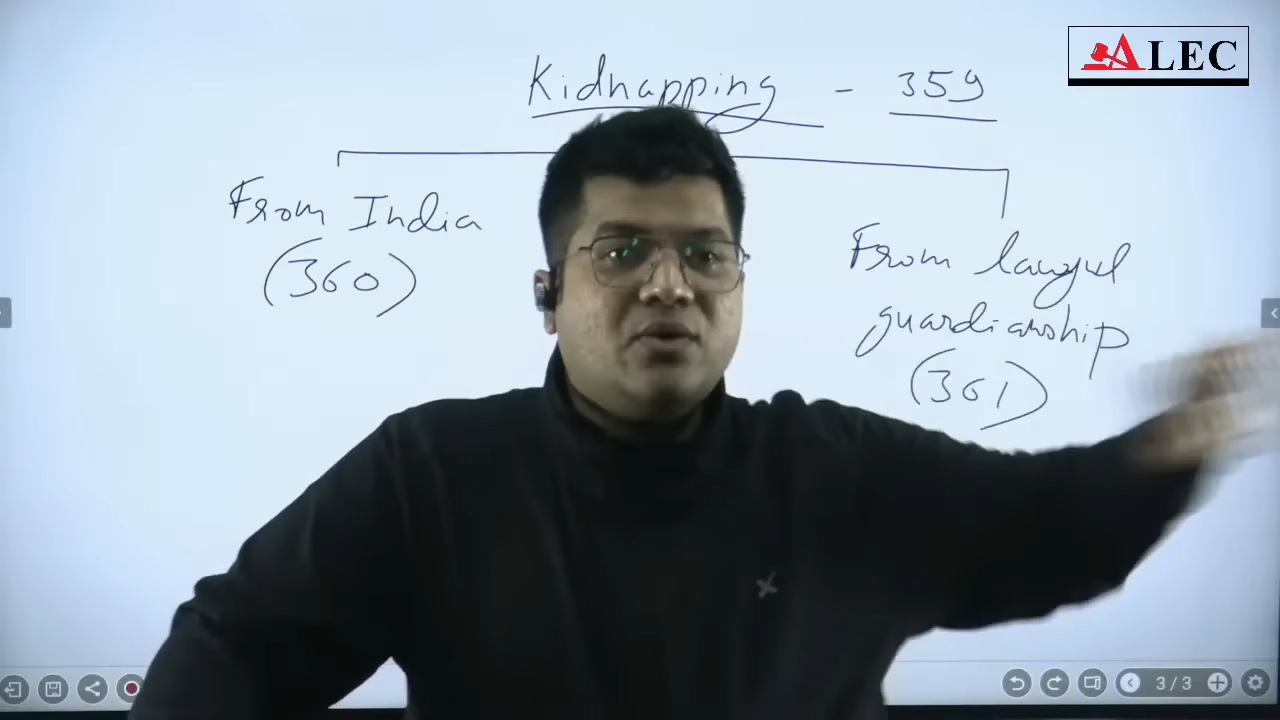 ALEC
Kidnapping - 359
From India
(360)
From lawful
guardianship
(361)
3/3